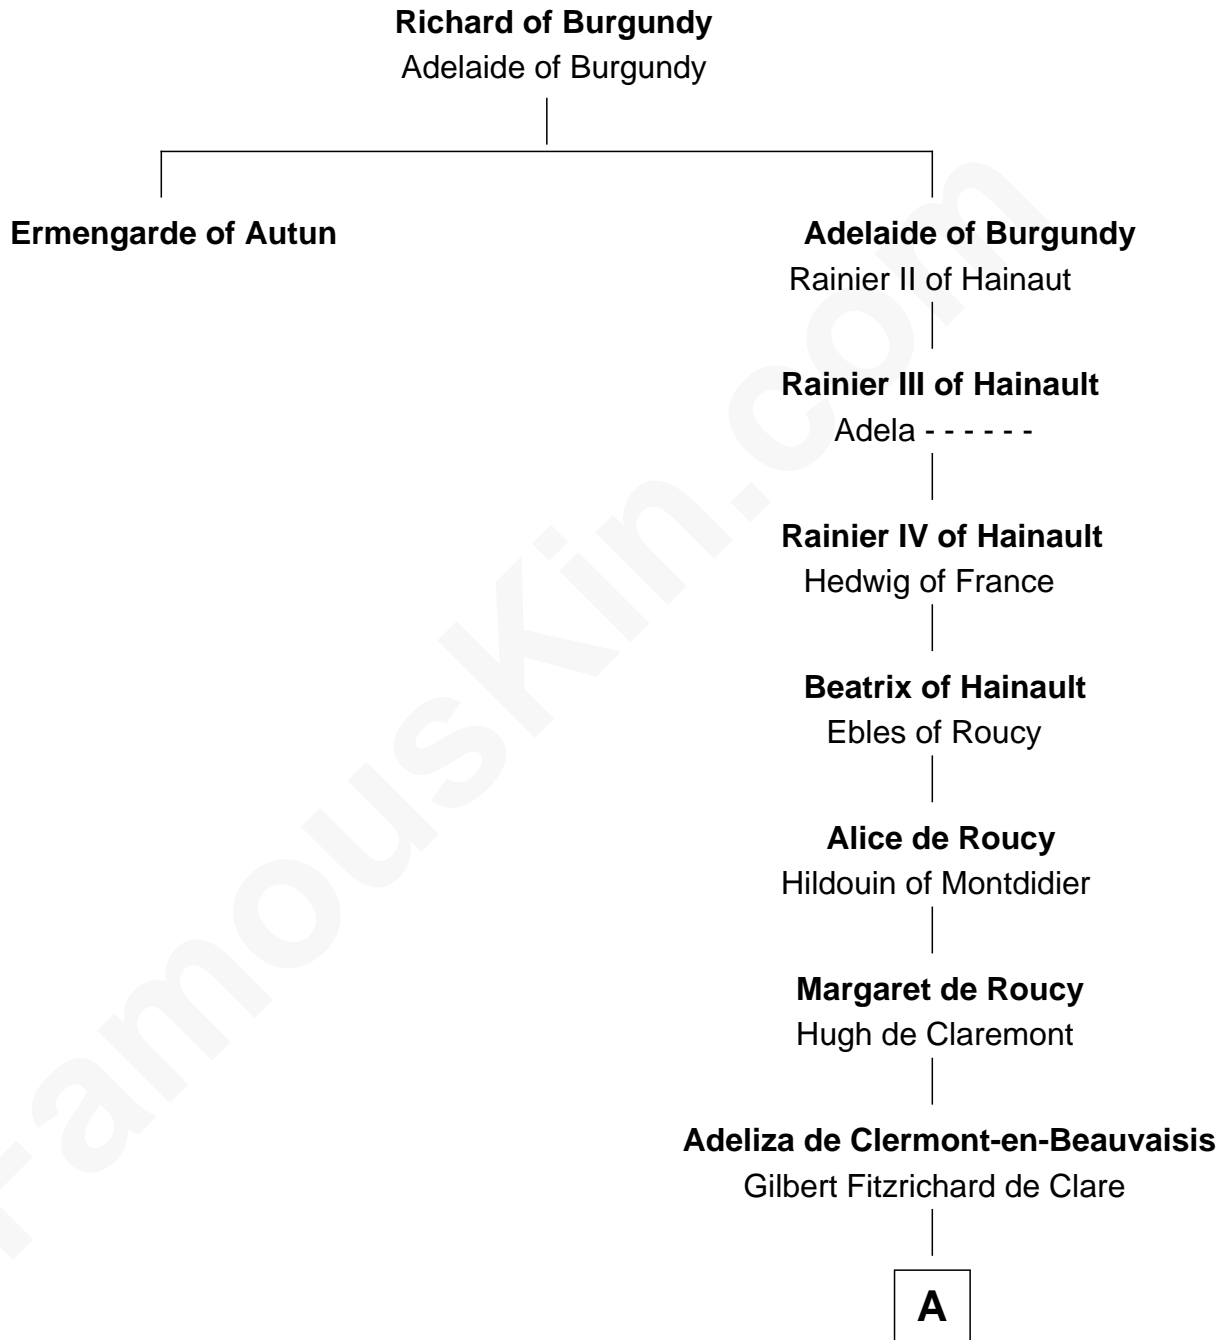 Richard of Burgundy
Adelaide of Burgundy
Ermengarde of Autun
Adelaide of Burgundy
Rainier II of Hainaut
Rainier III of Hainault
Adela - - - - - -
Rainier IV of Hainault
Hedwig of France
Beatrix of Hainault
Ebles of Roucy
Alice de Roucy
Hildouin of Montdidier
Margaret de Roucy
Hugh de Claremont
Adeliza de Clermont-en-Beauvaisis
Gilbert Fitzrichard de Clare
A
FamousKin.com